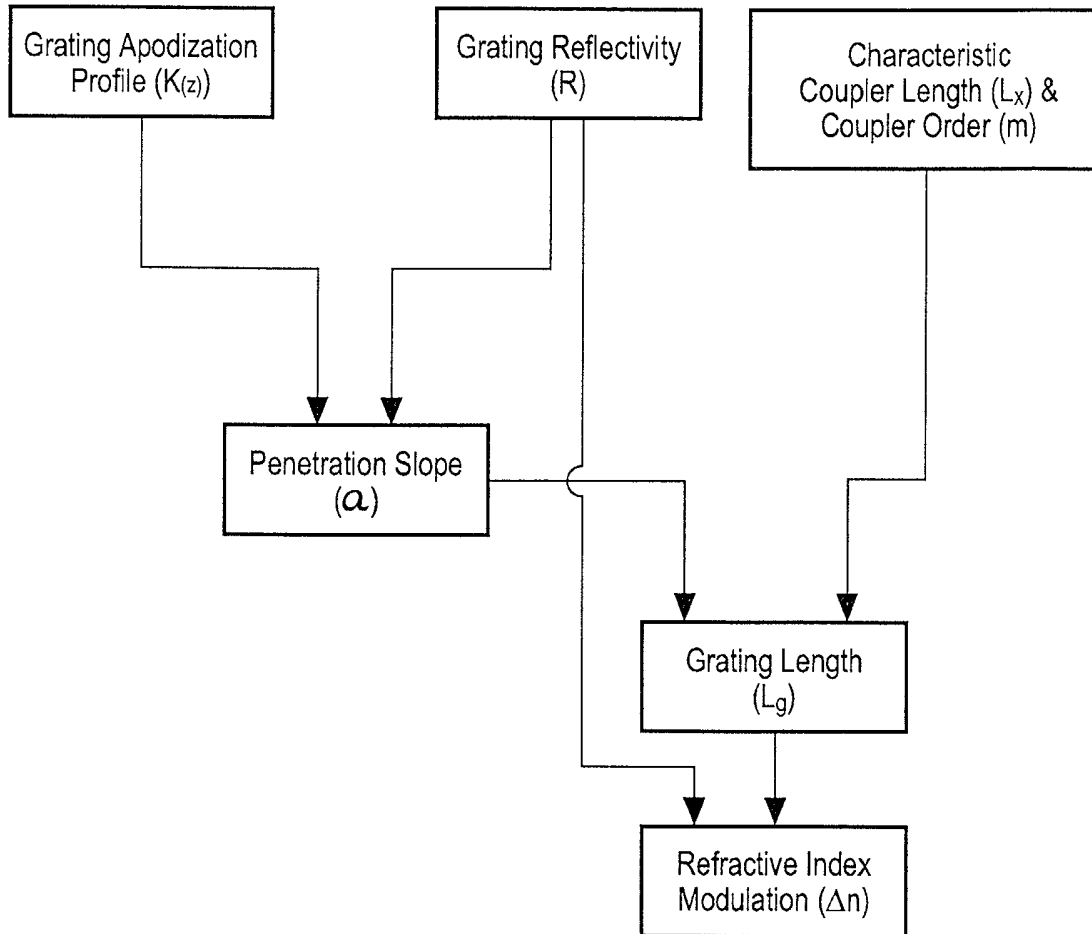 Grating Apodization
Profile (K(z))
Grating Reflectivity
(R)
Characteristic
Coupler Length (Lx) &
Coupler Order (m)
Penetration Slope
(a)
Grating Length
(Lg)
Refractive Index
Modulation (Δn)